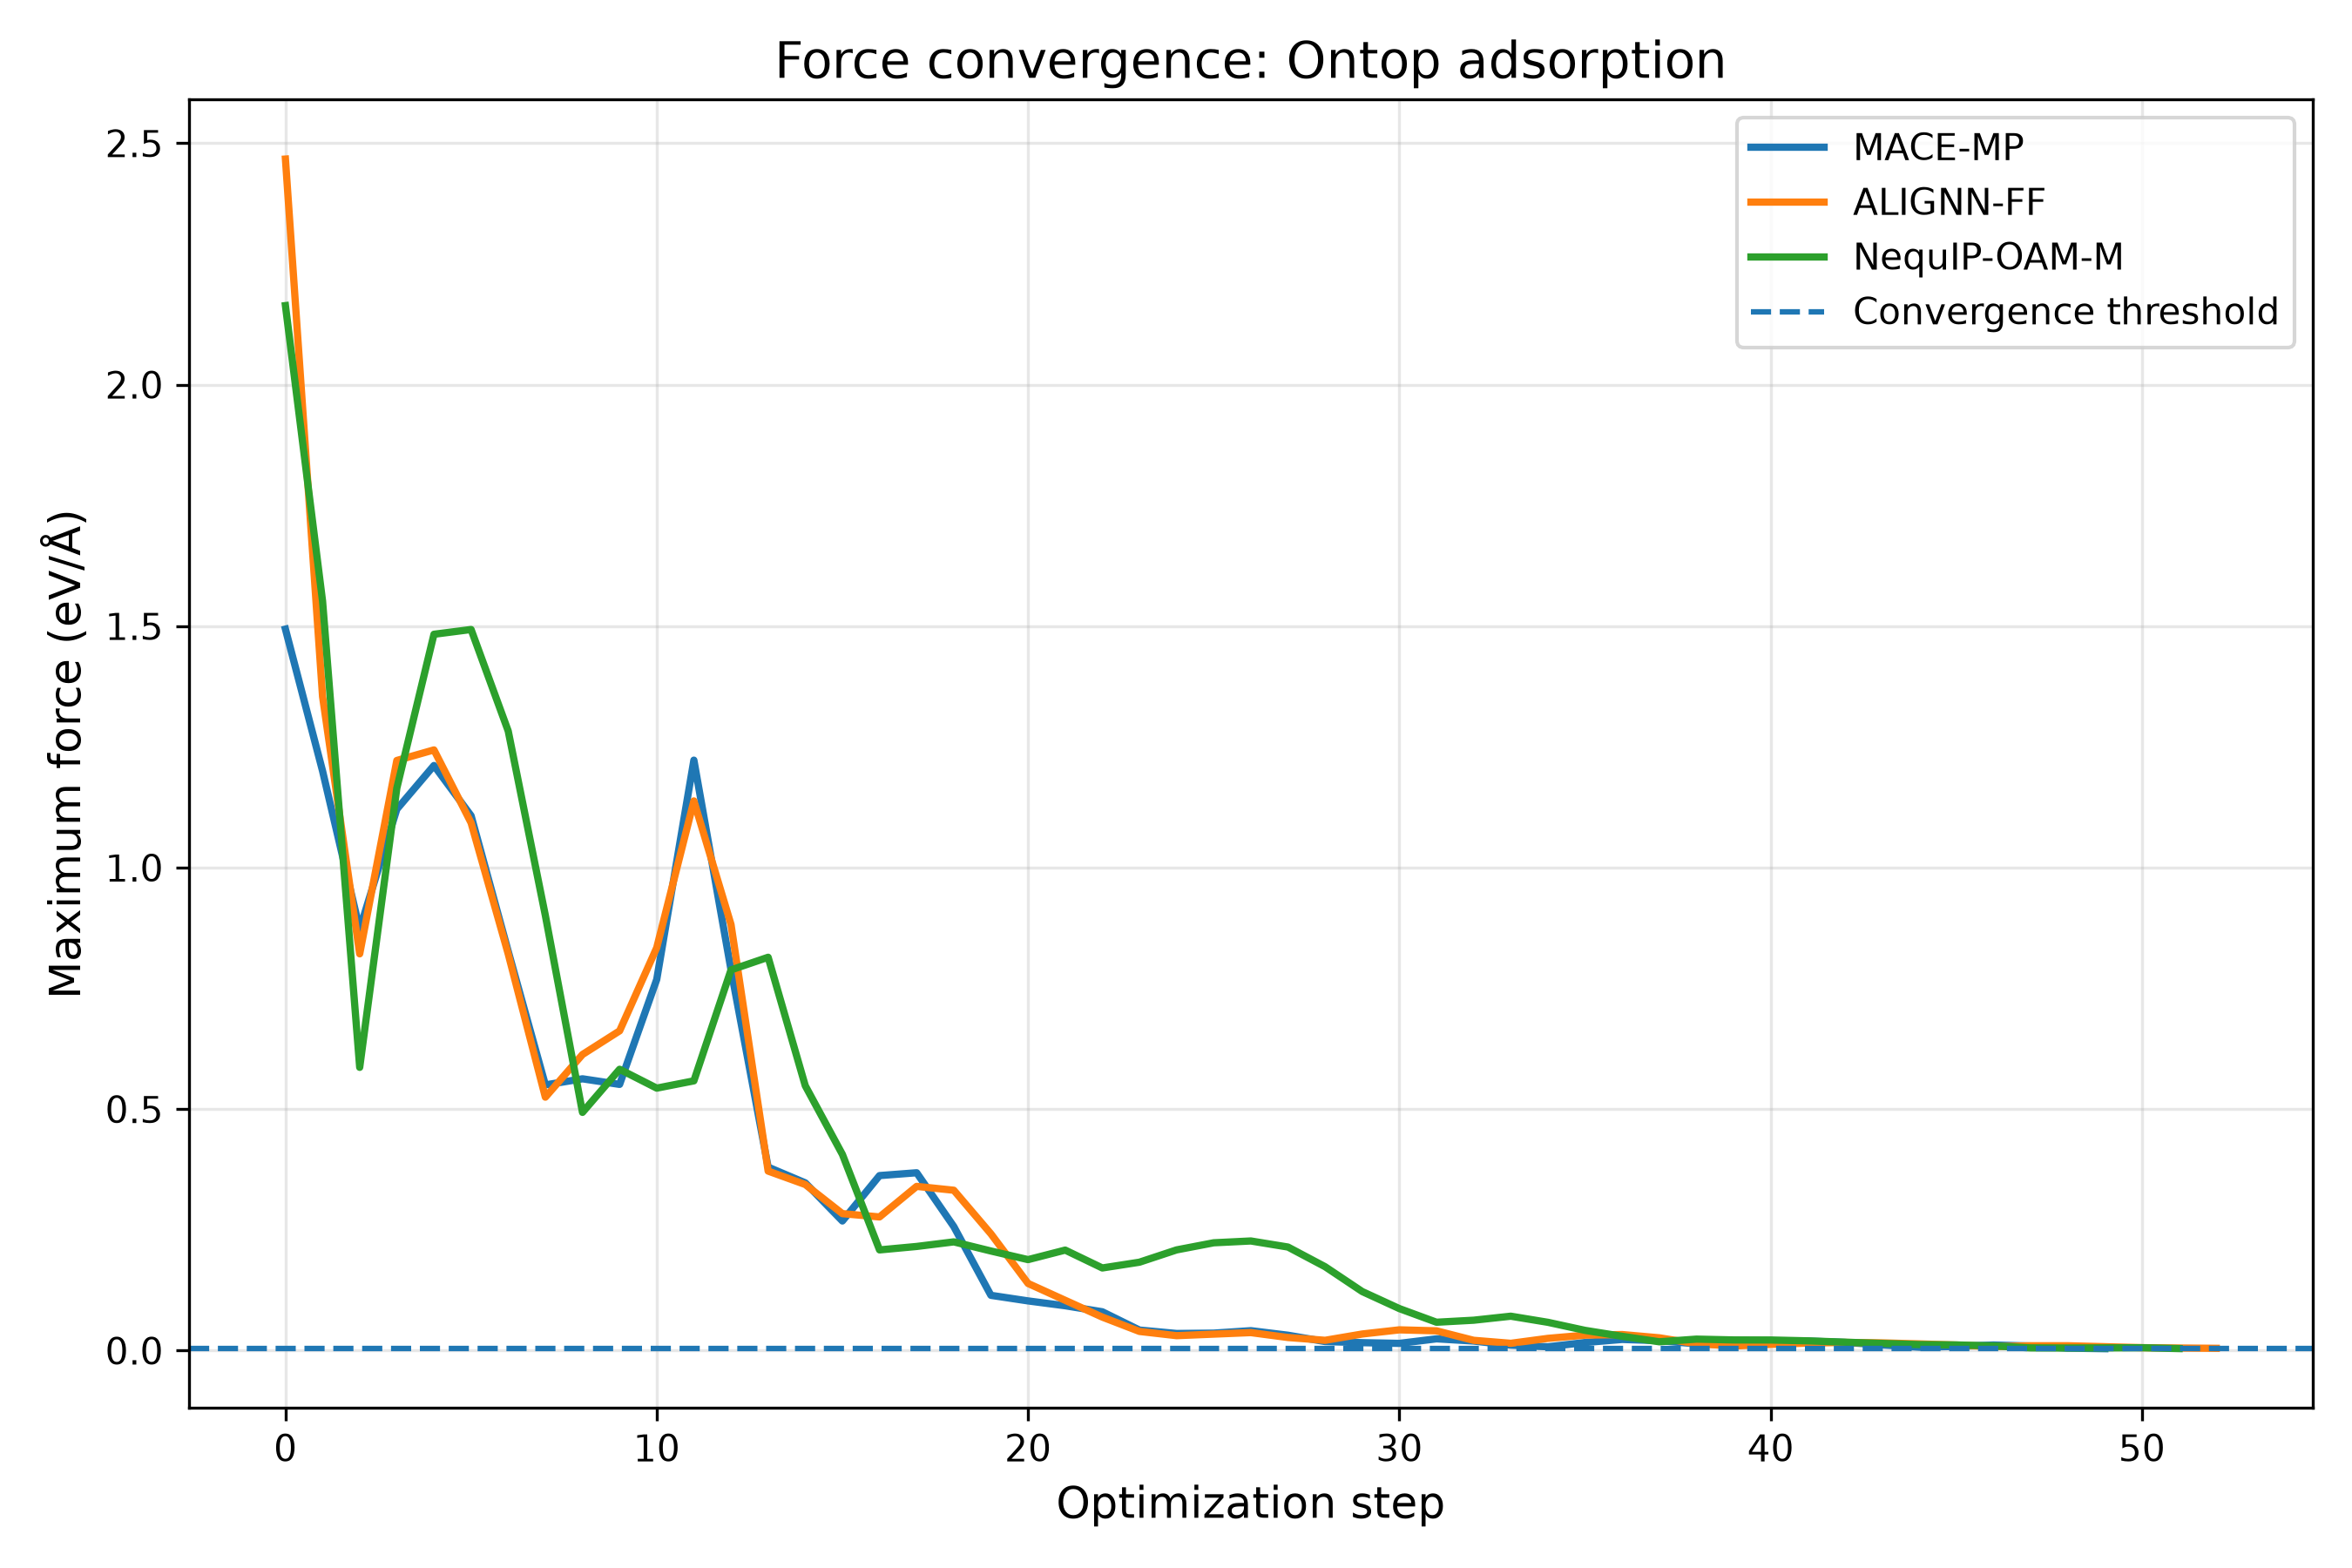 Force convergence: Ontop adsorption
MACE-MP
ALIGNN-FF
NequIP-OAM-M
Convergence threshold
Maximum force (eV/Å)
2.5
2.0
1.5
1.0
0.5
0.0
0 10 20 30 40 50
Optimization step